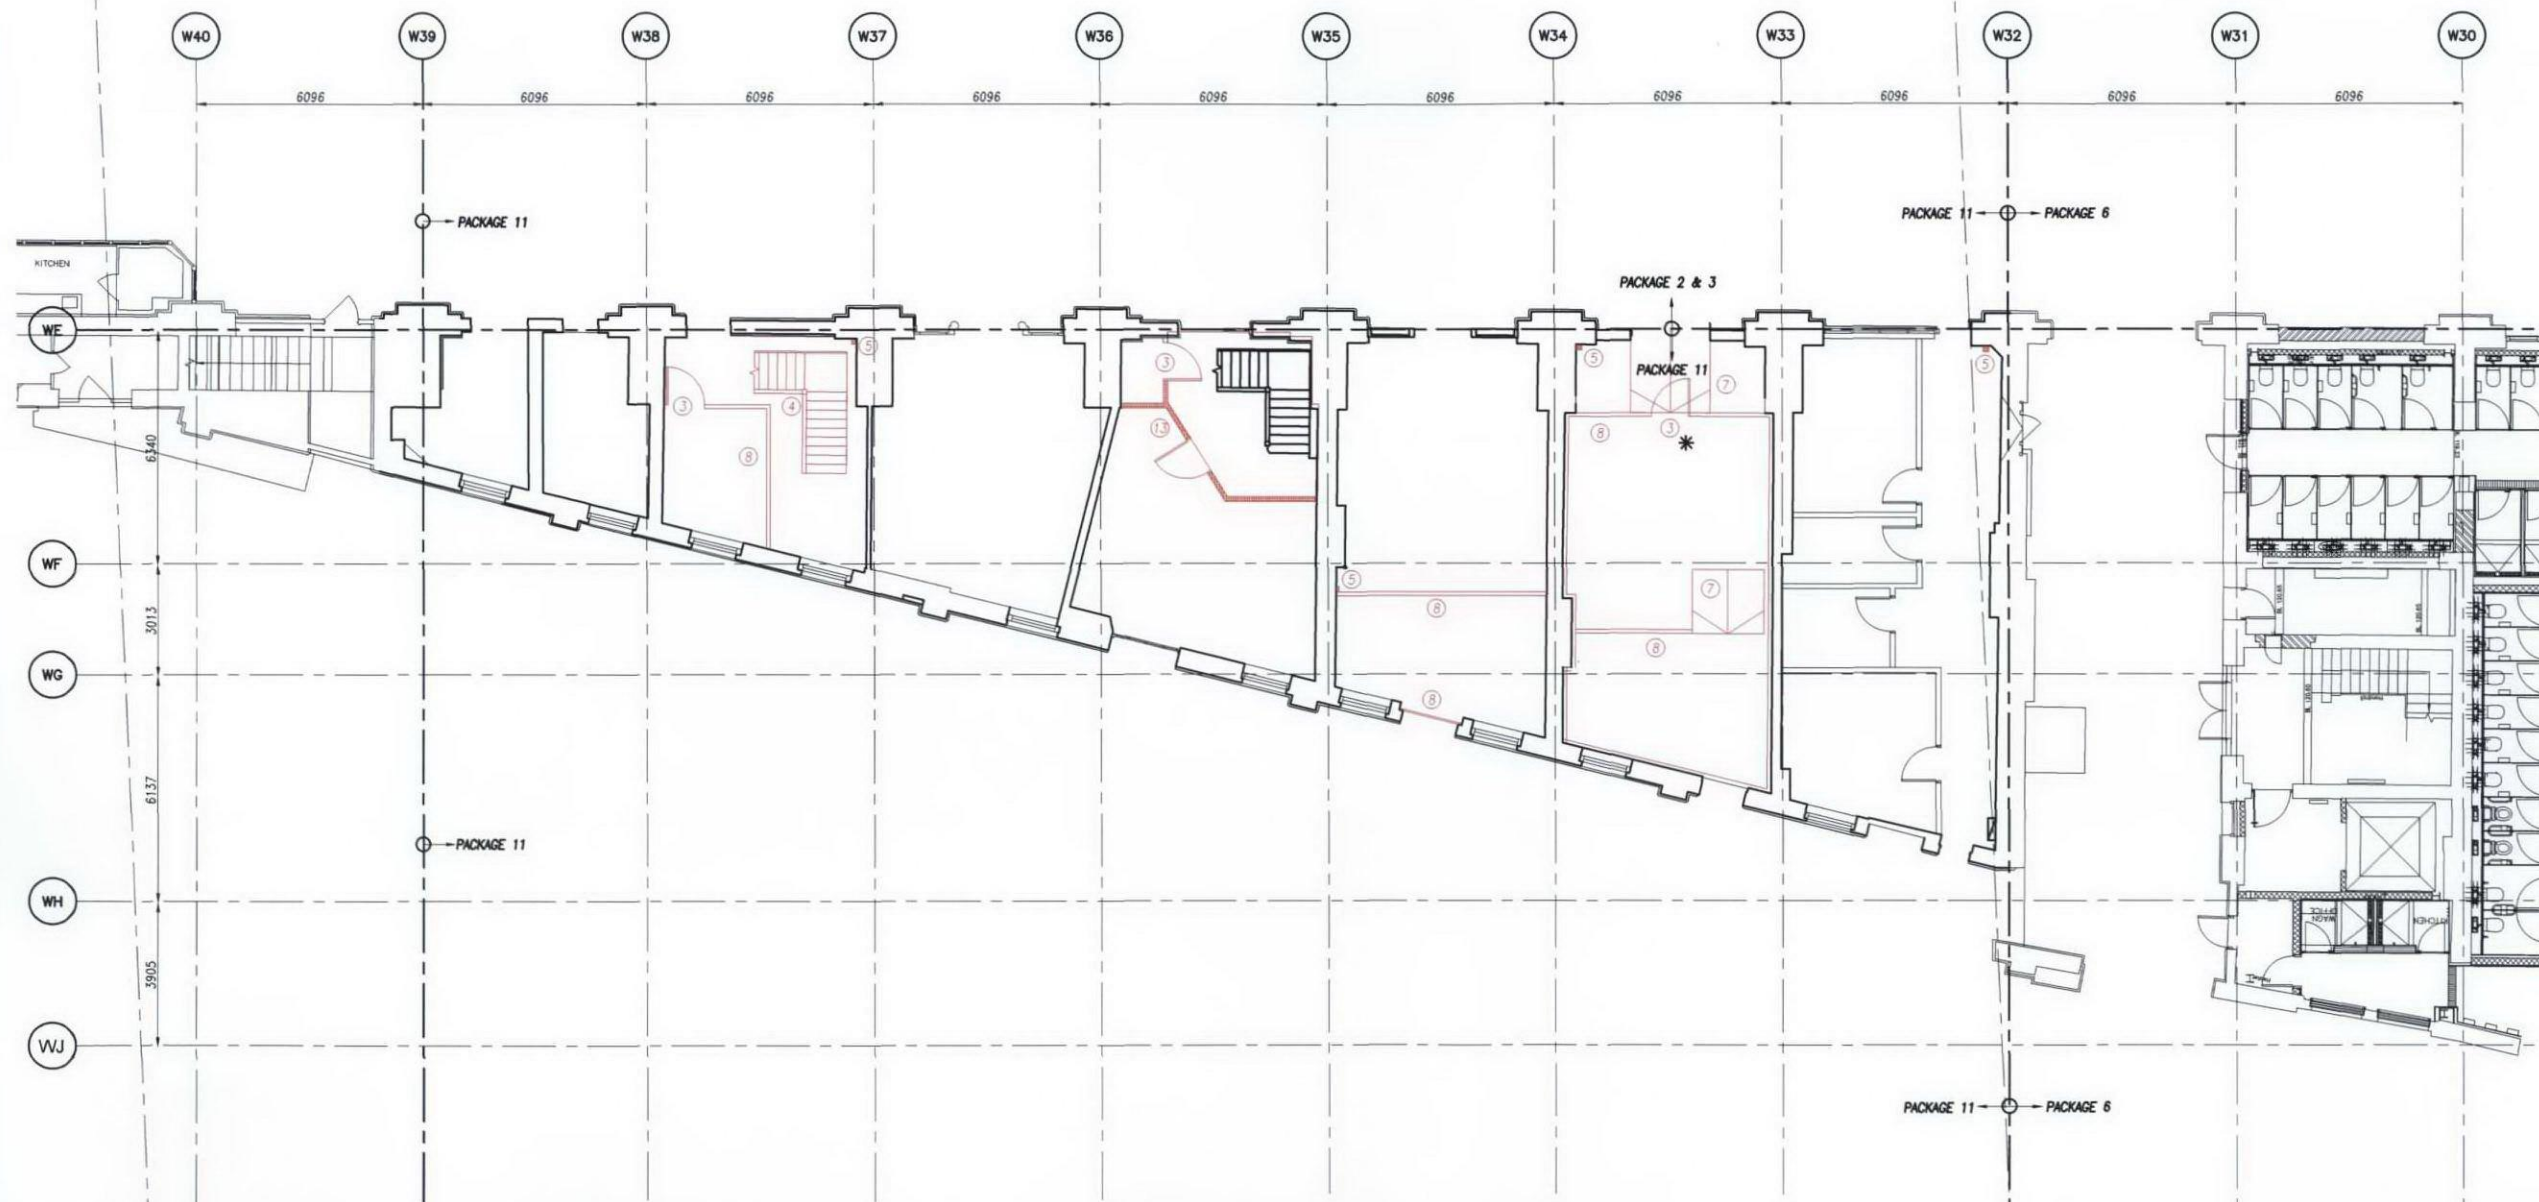 W40 W39 W38 W37 W36 W35 W34 W33 W32 W31 W30
6096 6096 6096 6096 6096 6096 6096 6096 6096 6096
PACKAGE 11
PACKAGE 11 PACKAGE 6
KITCHEN
PACKAGE 2 & 3
WE
PACKAGE 11
5 3 5 5 7 5
3 4 13 8 3
8
6340
WF
5 7
8
3013
8
WG
8
6137
PACKAGE 11
WH
WAGN
OFFICE
KITCHEN
3905
WJ
PACKAGE 11 PACKAGE 6